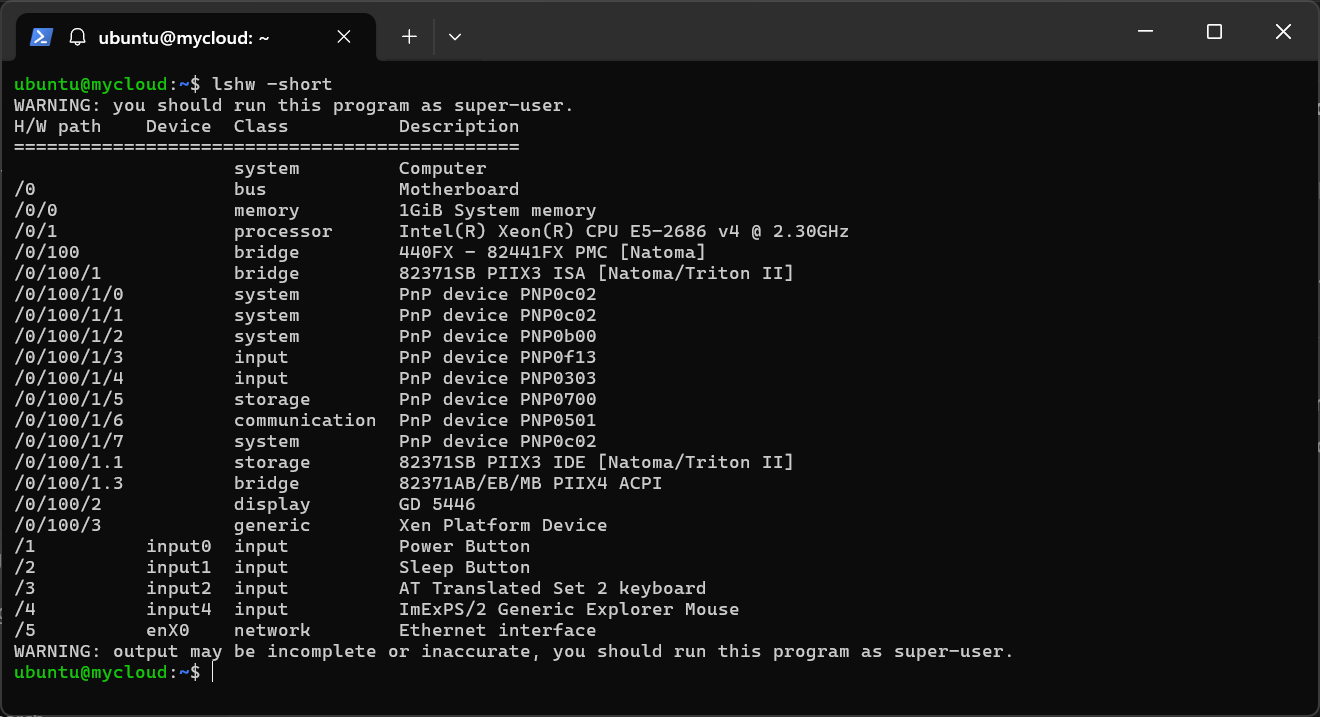 ubuntu@mycloud: ~
ubuntu@mycloud:~$ lshw -short
WARNING: you should run this program as super-user.
H/W path    Device  Class          Description
==============================================
                    system         Computer
/0                  bus            Motherboard
/0/0                memory         1GiB System memory
/0/1                processor      Intel(R) Xeon(R) CPU E5-2686 v4 @ 2.30GHz
/0/100              bridge         440FX - 82441FX PMC [Natoma]
/0/100/1            bridge         82371SB PIIX3 ISA [Natoma/Triton II]
/0/100/1/0          system         PnP device PNP0c02
/0/100/1/1          system         PnP device PNP0c02
/0/100/1/2          system         PnP device PNP0b00
/0/100/1/3          input          PnP device PNP0f13
/0/100/1/4          input          PnP device PNP0303
/0/100/1/5          storage        PnP device PNP0700
/0/100/1/6          communication  PnP device PNP0501
/0/100/1/7          system         PnP device PNP0c02
/0/100/1.1          storage        82371SB PIIX3 IDE [Natoma/Triton II]
/0/100/1.3          bridge         82371AB/EB/MB PIIX4 ACPI
/0/100/2            display        GD 5446
/0/100/3            generic        Xen Platform Device
/1          input0  input          Power Button
/2          input1  input          Sleep Button
/3          input2  input          AT Translated Set 2 keyboard
/4          input4  input          ImExPS/2 Generic Explorer Mouse
/5          enX0    network        Ethernet interface
WARNING: output may be incomplete or inaccurate, you should run this program as super-user.
ubuntu@mycloud:~$